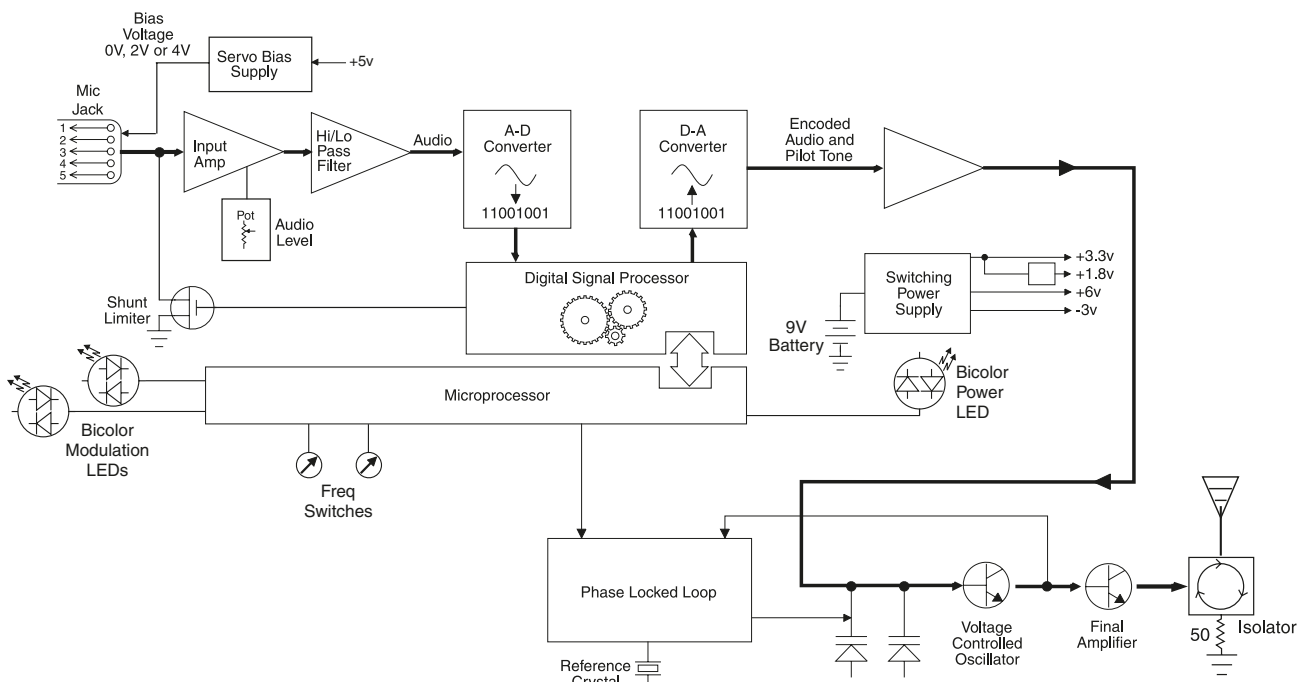 Bias
Voltage
0V, 2V or 4V
Servo Bias
Supply
+5v
Mic
Jack
1
2
3
4
5
Input
Amp
Hi/Lo
Pass
Filter
Audio
A-D
Converter
11001001
D-A
Converter
11001001
Encoded
Audio and
Pilot Tone
Pot
Audio
Level
Digital Signal Processor
Shunt
Limiter
Switching
Power
Supply
+3.3v
+1.8v
+6v
-3v
9V
Battery
Bicolor
Power
LED
Microprocessor
Bicolor
Modulation
LEDs
Freq
Switches
Phase Locked Loop
Reference
Crystal
Voltage
Controlled
Oscillator
Final
Amplifier
50
Isolator